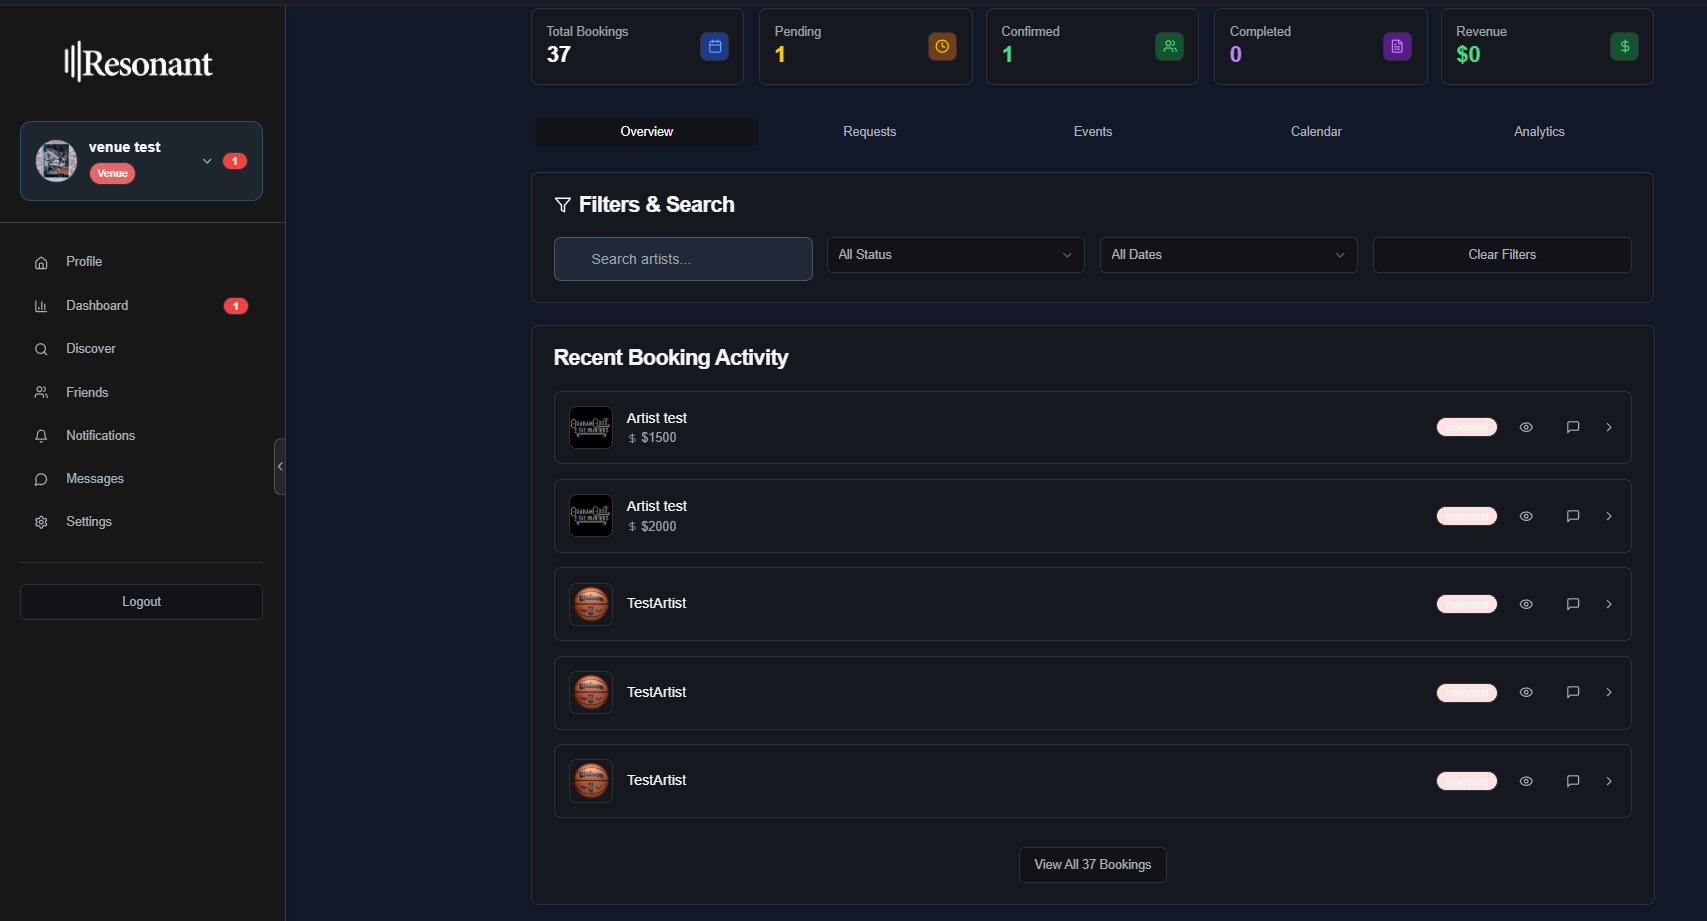 Resonant
venue test
Venue
1
Profile
Dashboard
1
Discover
Friends
Notifications
Messages
Settings
Logout
Total Bookings
37
Pending
1
Confirmed
1
Completed
0
Revenue
$0
Overview
Requests
Events
Calendar
Analytics
Filters & Search
Search artists...
All Status
All Dates
Clear Filters
Recent Booking Activity
Artist test
$ $1500
rejected
Artist test
$ $2000
rejected
TestArtist
rejected
TestArtist
rejected
TestArtist
rejected
View All 37 Bookings